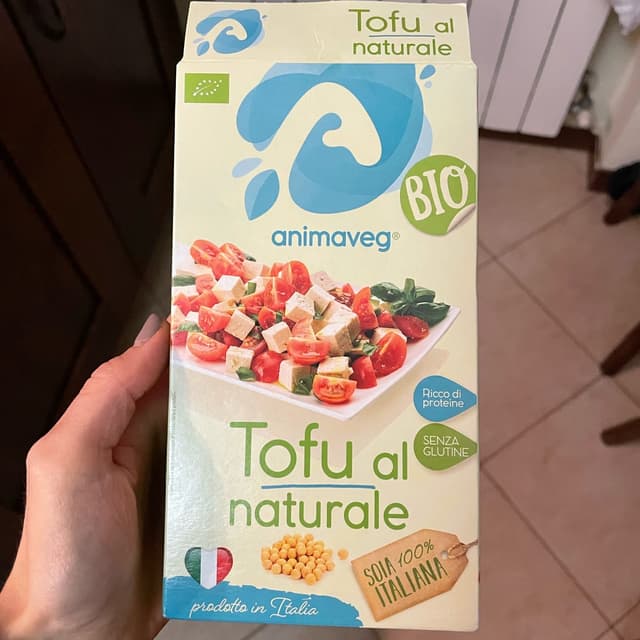 Tofu al
naturale
BIO
animaveg®
Ricco di
proteine
SENZA
GLUTINE
Tofu al
naturale
SOIA 100%
ITALIANA
prodotto in Italia